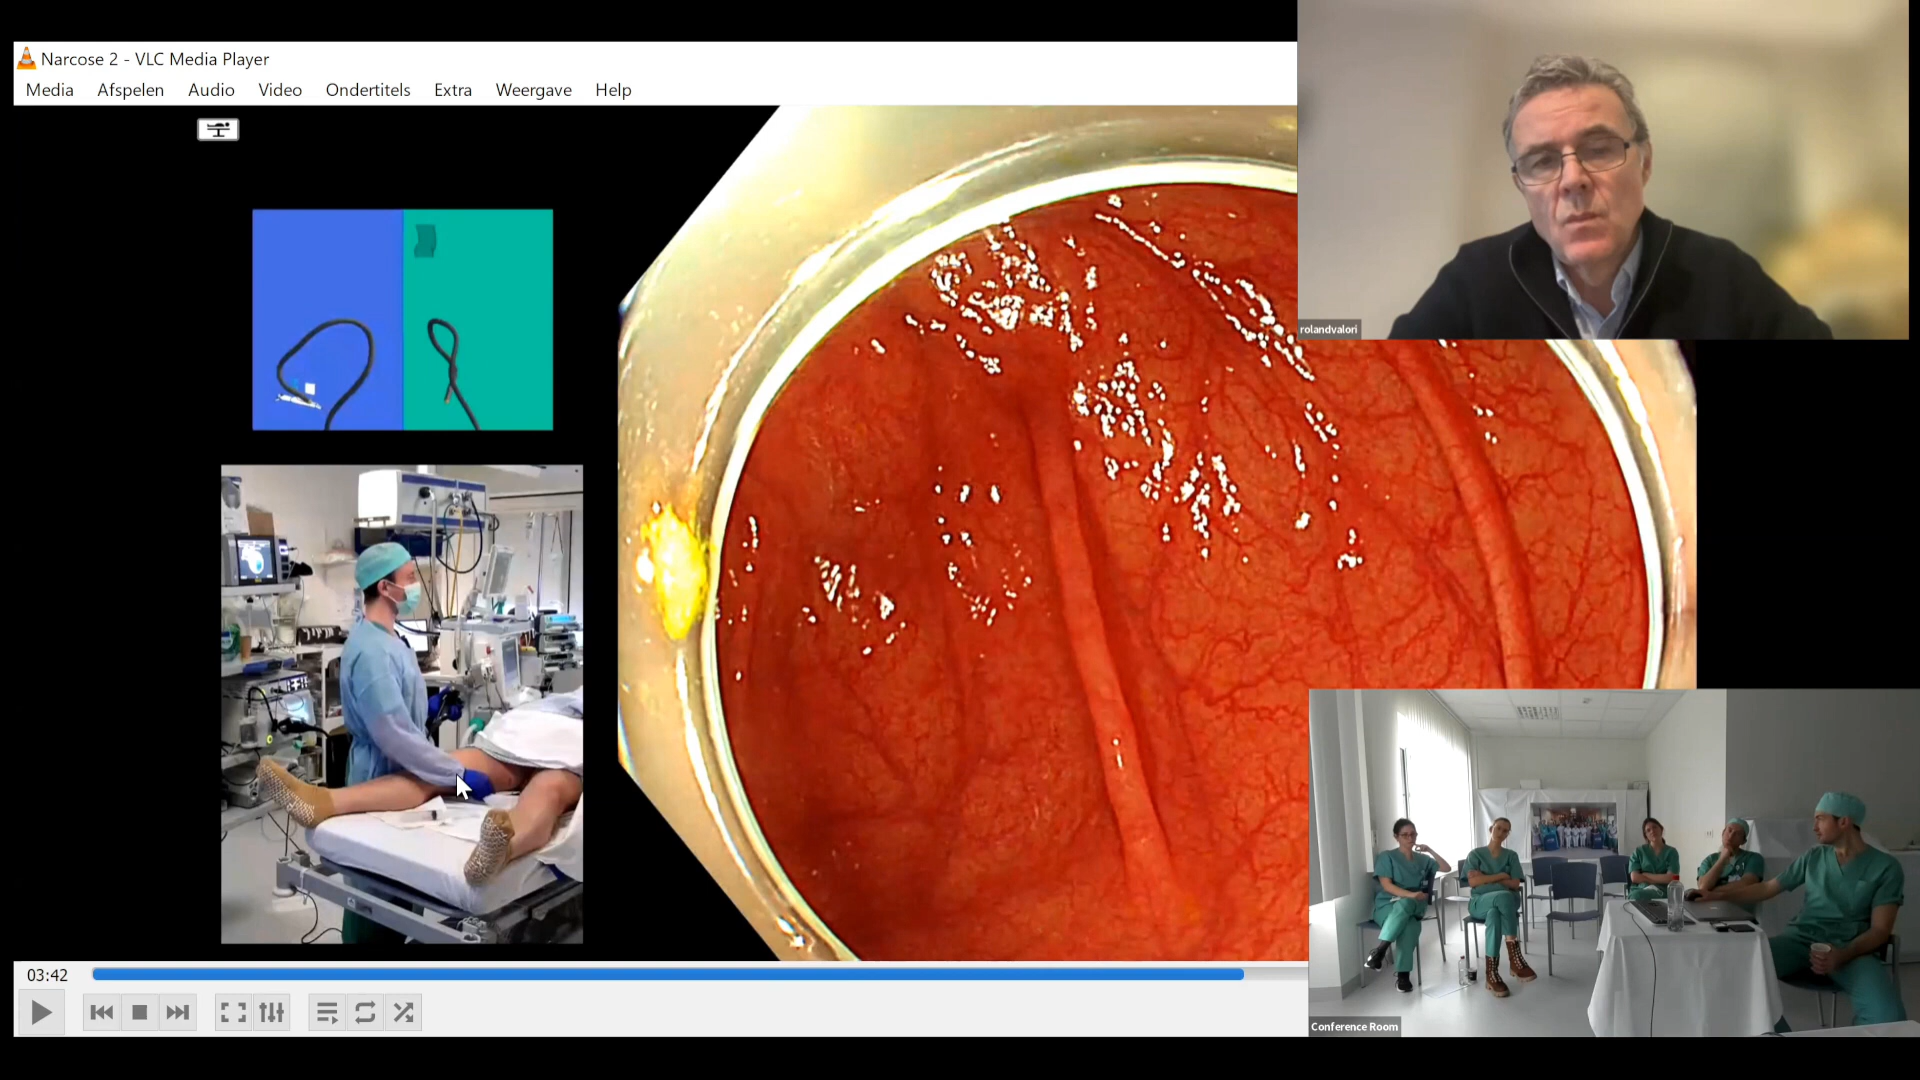 Narcose 2 - VLC Media Player
Media Afspelen Audio Video Ondertitels Extra Weergave Help
rolandvalori
03:42
Conference Room